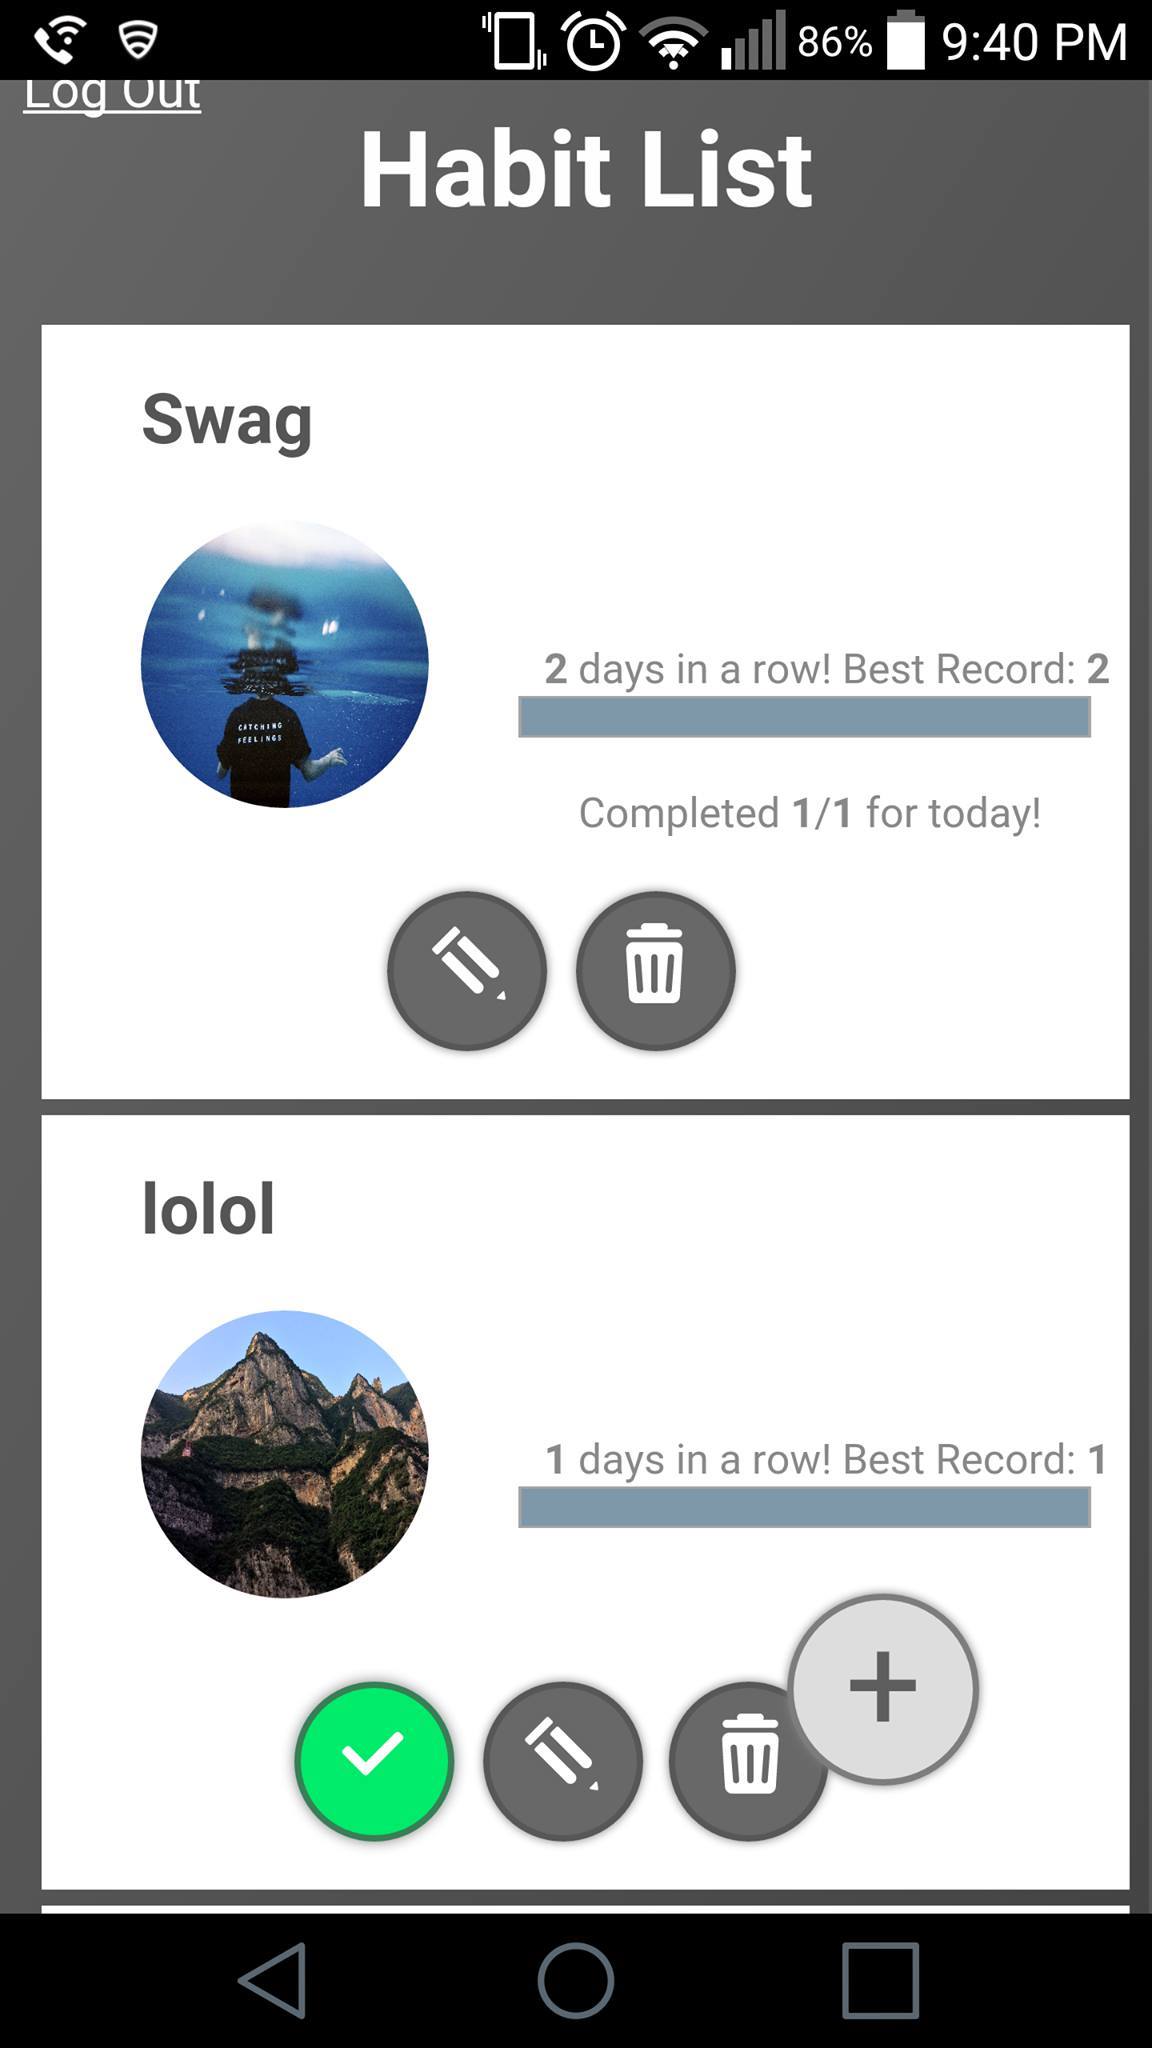 86% 9:40 PM
Log Out
Habit List
Swag
CATCHING
FEELINGS
2 days in a row! Best Record: 2
Completed 1/1 for today!
lolol
1 days in a row! Best Record: 1